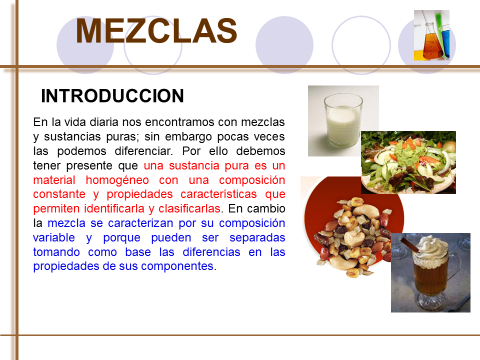 MEZCLAS
INTRODUCCION
En la vida diaria nos encontramos con mezclas
y sustancias puras; sin embargo pocas veces
las podemos diferenciar. Por ello debemos
tener presente que una sustancia pura es un
material homogéneo con una composición
constante y propiedades características que
permiten identificarla y clasificarlas. En cambio
la mezcla se caracterizan por su composición
variable y porque pueden ser separadas
tomando como base las diferencias en las
propiedades de sus componentes.